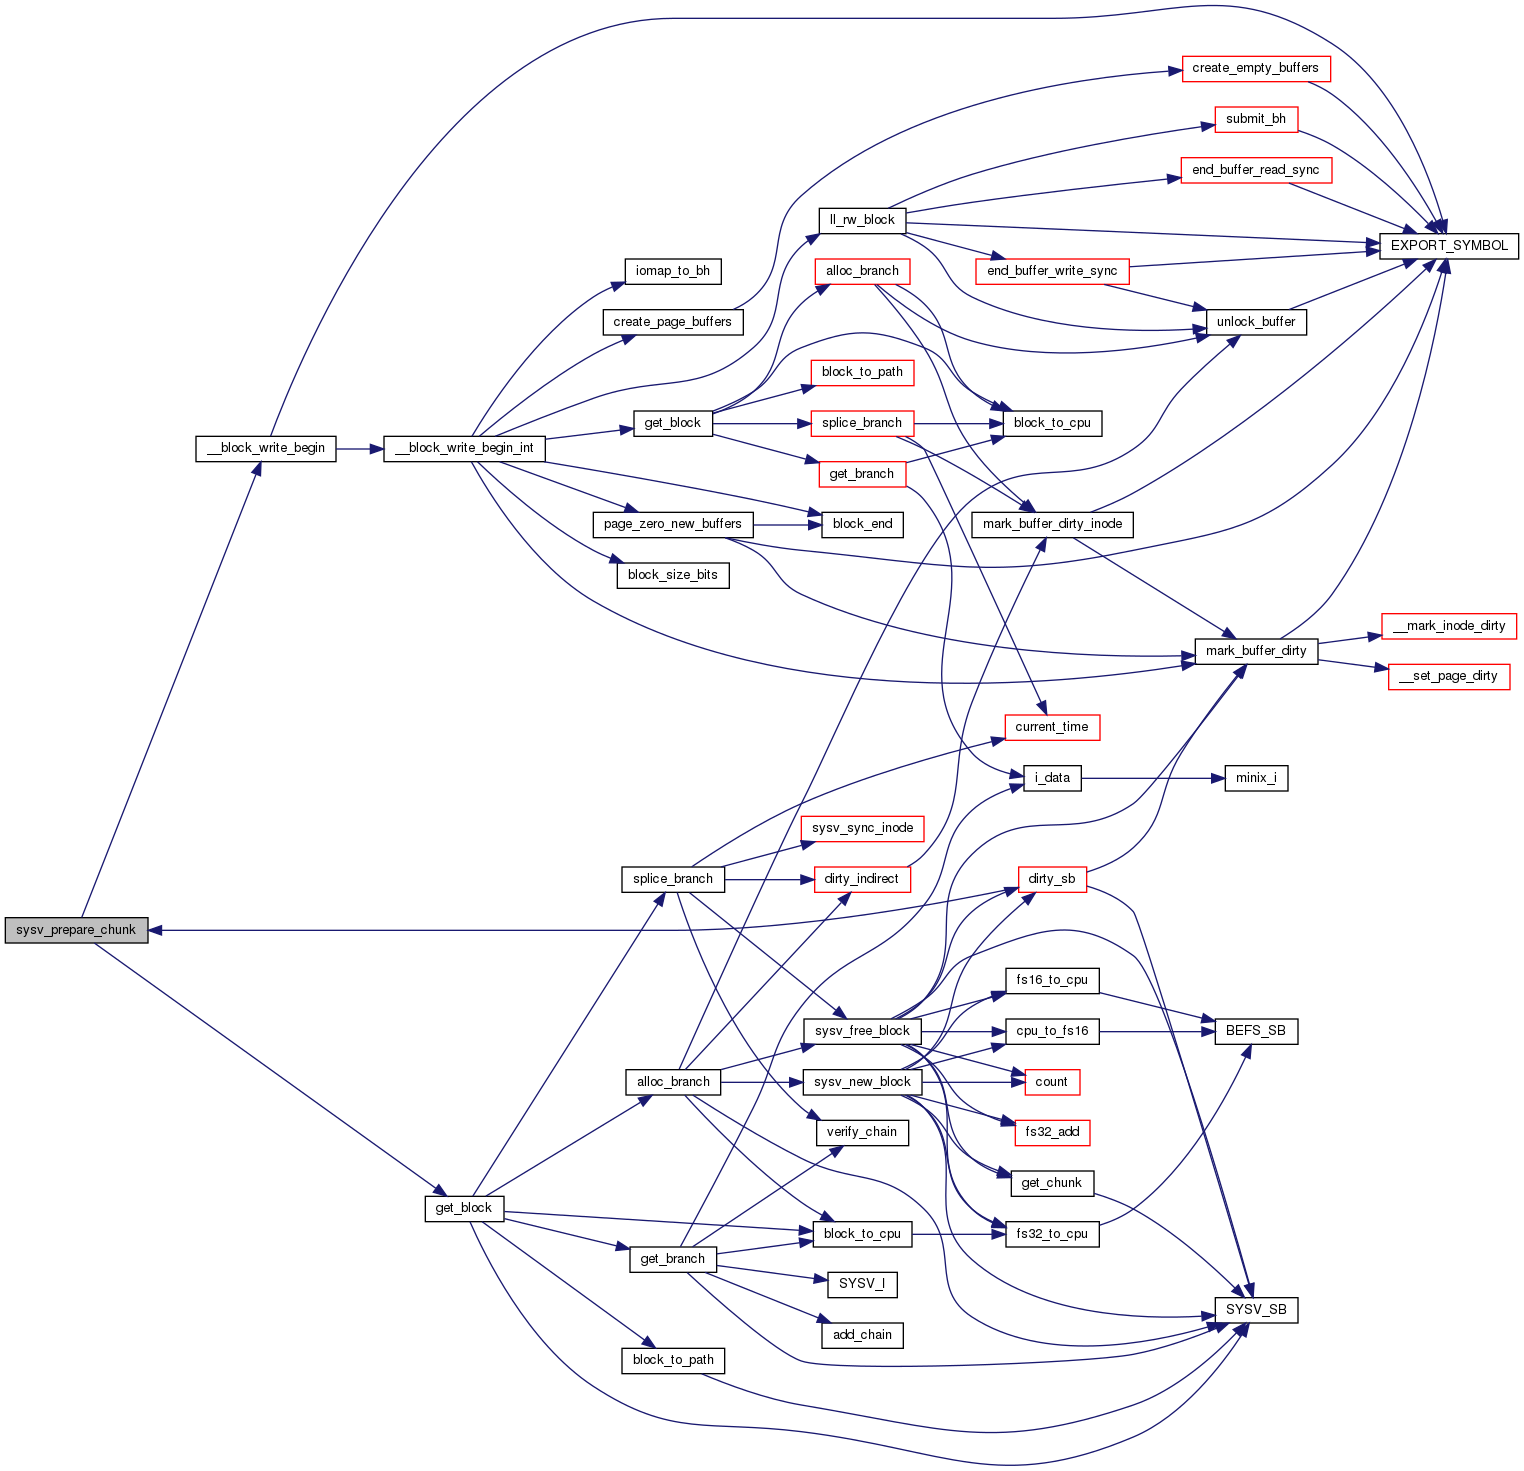 create_empty_buffers
submit_bh
end_buffer_read_sync
ll_rw_block
EXPORT_SYMBOL
iomap_to_bh
alloc_branch
end_buffer_write_sync
create_page_buffers
unlock_buffer
block_to_path
get_block
splice_branch
block_to_cpu
__block_write_begin
__block_write_begin_int
get_branch
page_zero_new_buffers
block_end
mark_buffer_dirty_inode
block_size_bits
__mark_inode_dirty
mark_buffer_dirty
__set_page_dirty
current_time
i_data
minix_i
sysv_sync_inode
splice_branch
dirty_indirect
dirty_sb
sysv_prepare_chunk
fs16_to_cpu
sysv_free_block
cpu_to_fs16
BEFS_SB
alloc_branch
sysv_new_block
count
verify_chain
fs32_add
get_chunk
get_block
block_to_cpu
fs32_to_cpu
get_branch
SYSV_I
SYSV_SB
add_chain
block_to_path